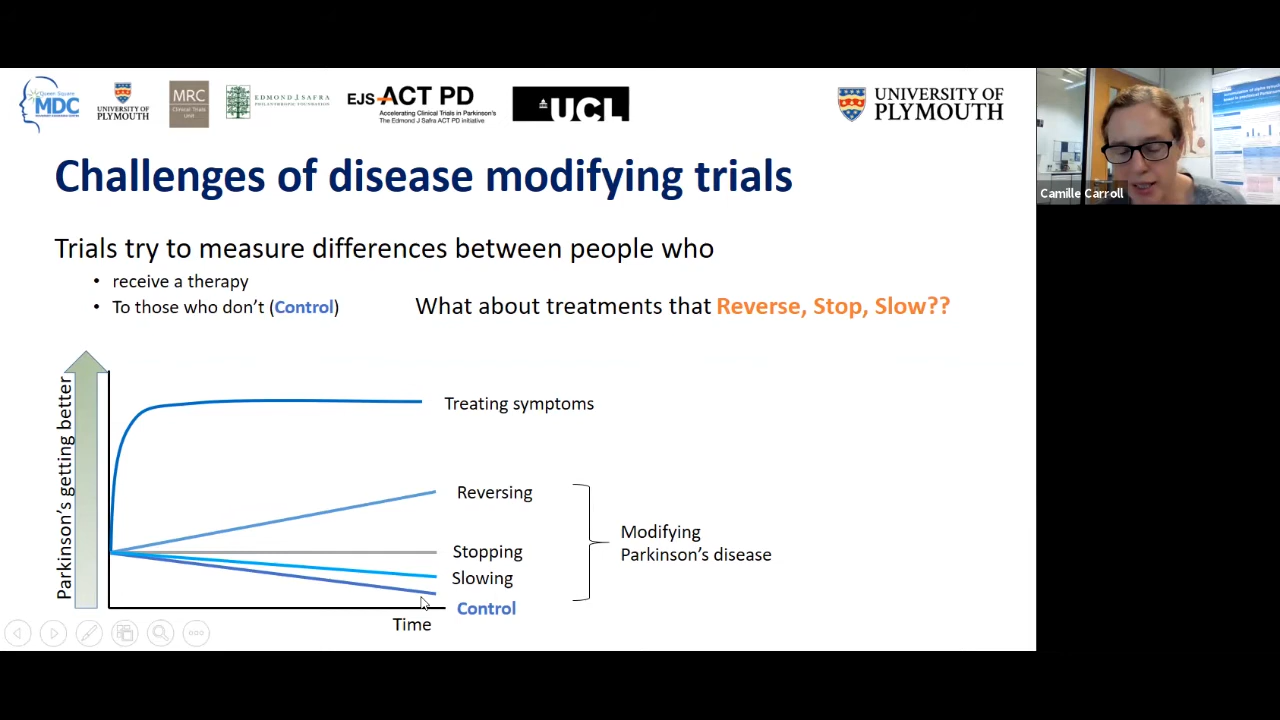 Queen Square
MDC
UNIVERSITY OF
PLYMOUTH
MRC
Clinical Trials
Unit
EDMOND J SAFRA
PHILANTHROPIC FOUNDATION
EJS ACT PD
Accelerating Clinical Trials in Parkinson's
The Edmond J Safra ACT PD initiative
UCL
UNIVERSITY OF
PLYMOUTH
Camille Carroll
Challenges of disease modifying trials
Trials try to measure differences between people who
• receive a therapy
• To those who don't (Control)
What about treatments that Reverse, Stop, Slow??
Parkinson's getting better
Treating symptoms
Reversing
Stopping
Slowing
Control
Modifying
Parkinson's disease
Time